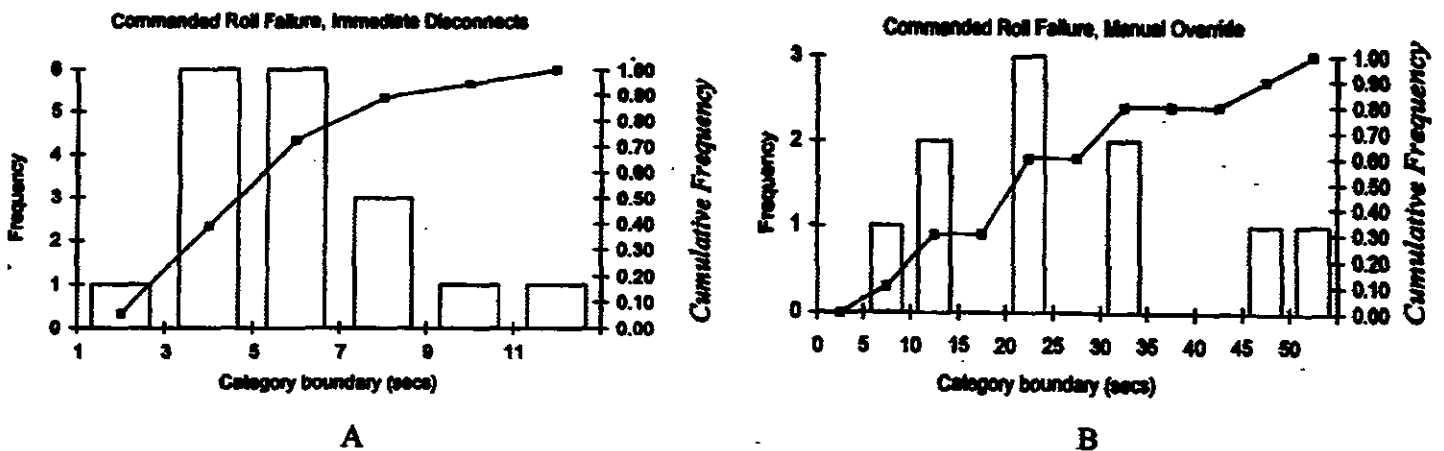 Commanded Roll Failure, Immediate Disconnects
6
5
4
3
2
1
0
Frequency
1.00
0.90
0.80
0.70
0.60
0.50
0.40
0.30
0.20
0.10
0.00
Cumulative Frequency
1 3 5 7 9 11
Category boundary (secs)
A
Commanded Roll Failure, Manual Override
3
2
1
0
Frequency
1.00
0.90
0.80
0.70
0.60
0.50
0.40
0.30
0.20
0.10
0.00
Cumulative Frequency
0 5 10 15 20 25 30 35 40 45 50
Category boundary (secs)
B